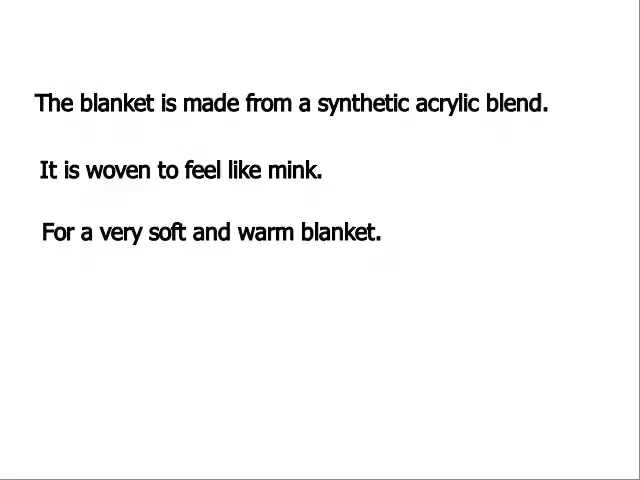 The blanket is made from a synthetic acrylic blend.
It is woven to feel like mink.
For a very soft and warm blanket.